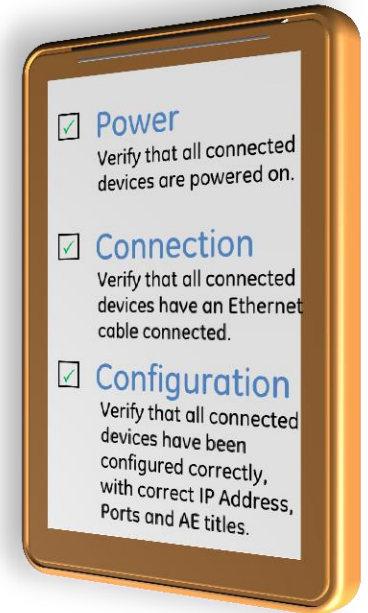 Power
Verify that all connected
devices are powered on.
Connection
Verify that all connected
devices have an Ethernet
cable connected.
Configuration
Verify that all connected
devices have been
configured correctly,
with correct IP Address,
Ports and AE titles.